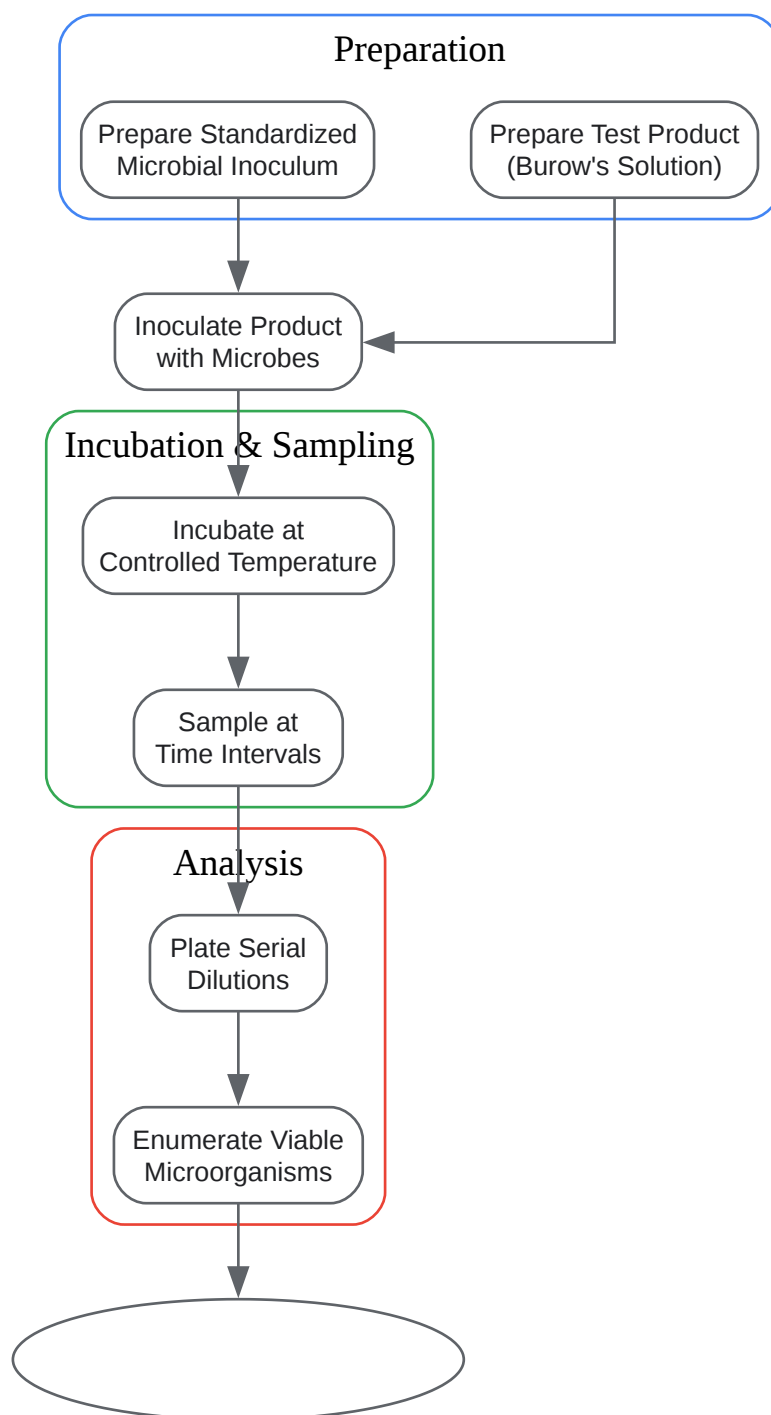 Preparation
Prepare Standardized
Microbial Inoculum
Prepare Test Product
(Burow's Solution)
Inoculate Product
with Microbes
Incubation & Sampling
Incubate at
Controlled Temperature
Sample at
Time Intervals
Analysis
Plate Serial
Dilutions
Enumerate Viable
Microorganisms